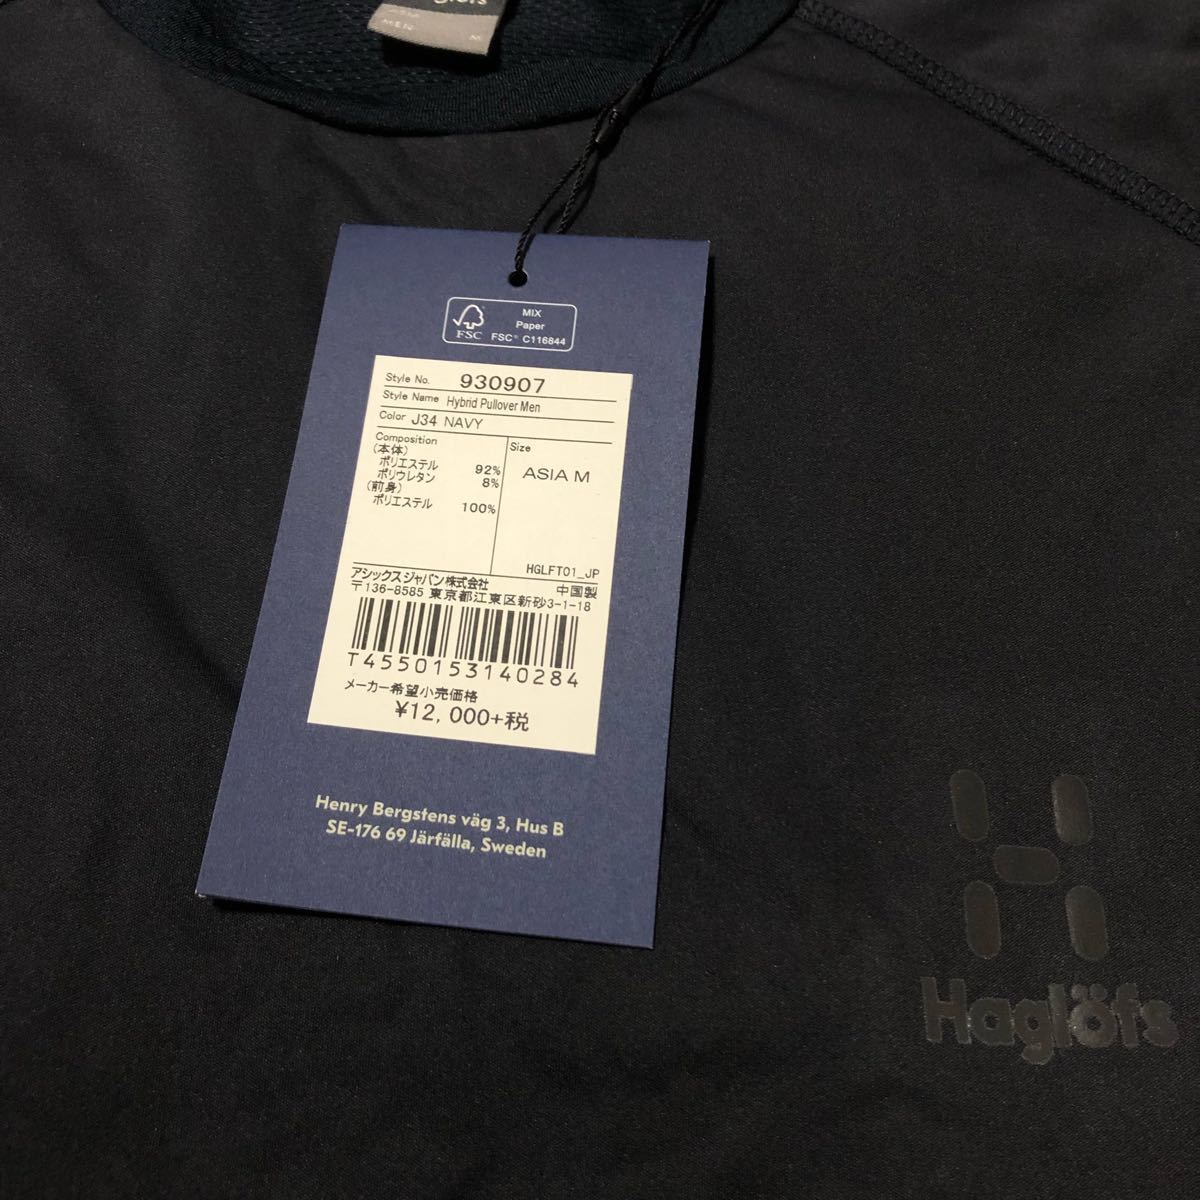 MEN M
MIX
Paper
FSC FSC® C116844
Style No. 930907
Style Name Hybrid Pullover Men
Color J34 NAVY
Composition
(本体)
ポリエステル 92%
ポリウレタン 8%
(前身)
ポリエステル 100%
Size
ASIA M
HGLFT01_JP
アシックスジャパン株式会社 中国製
〒136-8585 東京都江東区新砂3-1-18
T4550153140284
メーカー希望小売価格
¥12,000+税
Henry Bergstens väg 3, Hus B
SE-176 69 Järfälla, Sweden
Haglöfs